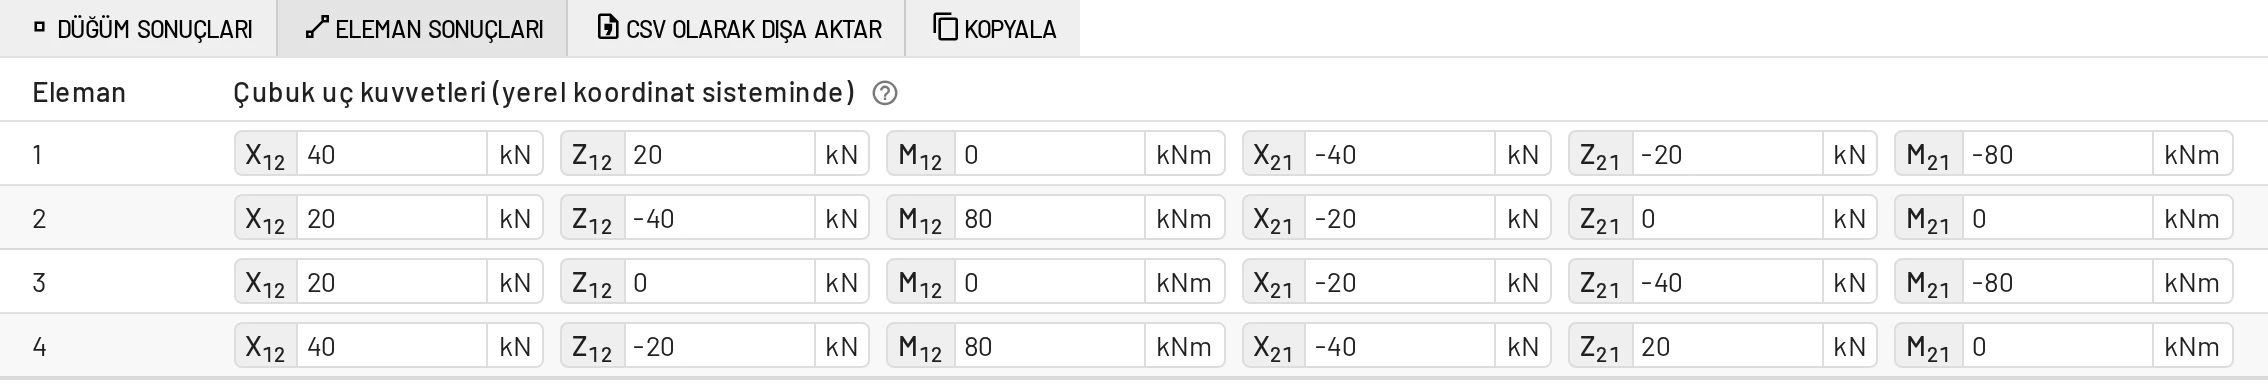 DÜĞÜM SONUÇLARI ELEMAN SONUÇLARI CSV OLARAK DIŞA AKTAR KOPYALA
Eleman Çubuk uç kuvvetleri (yerel koordinat sisteminde) ?
1 X12 40 kN Z12 20 kN M12 0 kNm X21 -40 kN Z21 -20 kN M21 -80 kNm
2 X12 20 kN Z12 -40 kN M12 80 kNm X21 -20 kN Z21 0 kN M21 0 kNm
3 X12 20 kN Z12 0 kN M12 0 kNm X21 -20 kN Z21 -40 kN M21 -80 kNm
4 X12 40 kN Z12 -20 kN M12 80 kNm X21 -40 kN Z21 20 kN M21 0 kNm